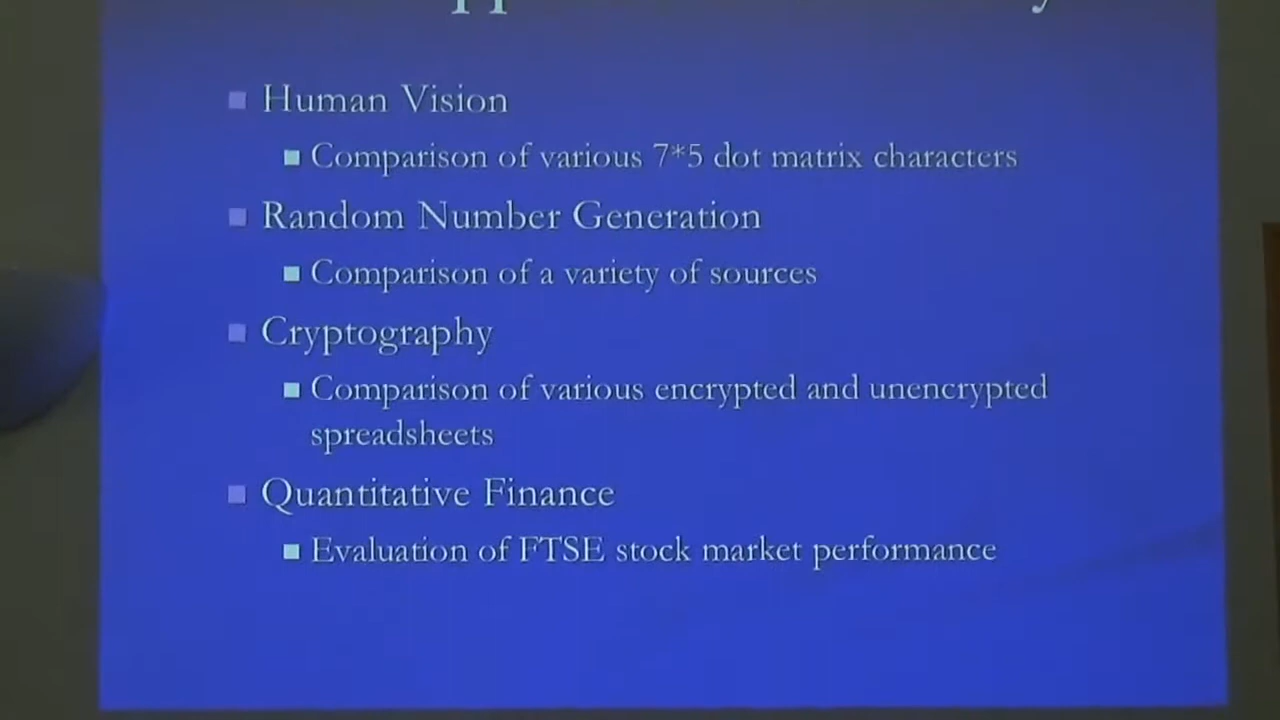 Human Vision
Comparison of various 7*5 dot matrix characters
Random Number Generation
Comparison of a variety of sources
Cryptography
Comparison of various encrypted and unencrypted
spreadsheets
Quantitative Finance
Evaluation of FTSE stock market performance